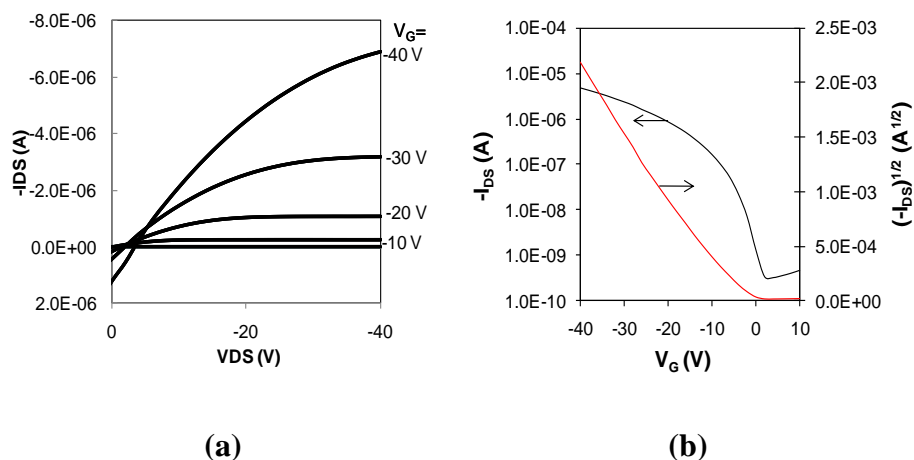 -8.0E-06
-6.0E-06
-4.0E-06
-2.0E-06
0.0E+00
2.0E-06
-IDS (A)
0
-20
-40
VDS (V)
V_G=
-40 V
-30 V
-20 V
-10 V
(a)
1.0E-04
1.0E-05
1.0E-06
1.0E-07
1.0E-08
1.0E-09
1.0E-10
-I_DS (A)
-40
-30
-20
-10
0
10
V_G (V)
2.5E-03
2.0E-03
1.5E-03
1.0E-03
5.0E-04
0.0E+00
(-I_DS)^1/2 (A^1/2)
(b)